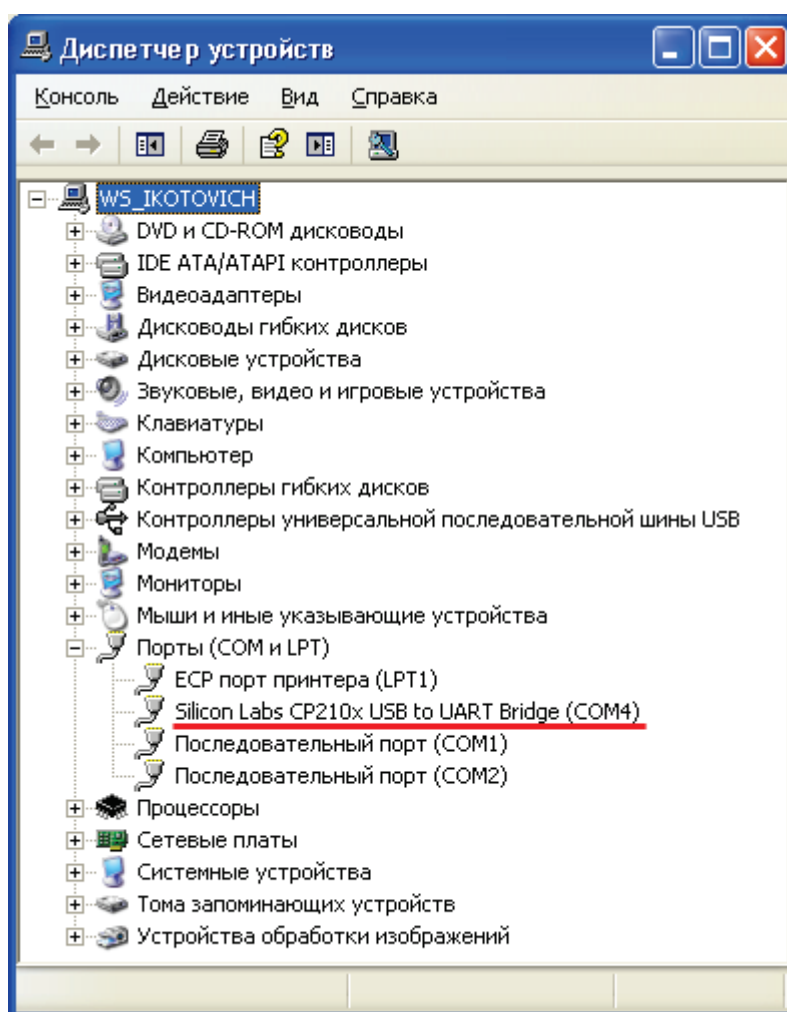 Диспетчер устройств
Консоль Действие Вид Справка
WS_IKOTOVICH
DVD и CD-ROM дисководы
IDE ATA/ATAPI контроллеры
Видеоадаптеры
Дисководы гибких дисков
Дисковые устройства
Звуковые, видео и игровые устройства
Клавиатуры
Компьютер
Контроллеры гибких дисков
Контроллеры универсальной последовательной шины USB
Модемы
Мониторы
Мыши и иные указывающие устройства
Порты (COM и LPT)
ECP порт принтера (LPT1)
Silicon Labs CP210x USB to UART Bridge (COM4)
Последовательный порт (COM1)
Последовательный порт (COM2)
Процессоры
Сетевые платы
Системные устройства
Тома запоминающих устройств
Устройства обработки изображений